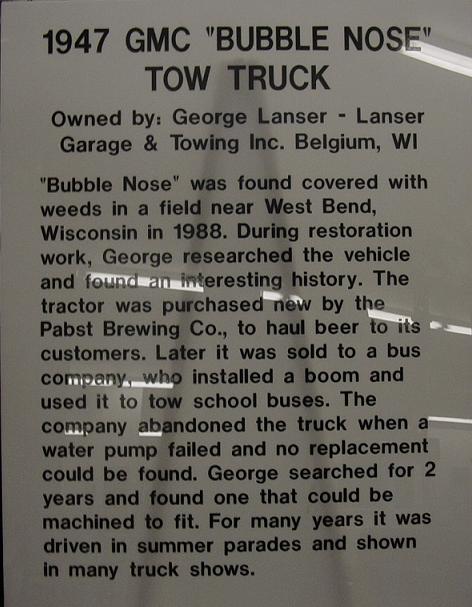 1947 GMC "BUBBLE NOSE"
TOW TRUCK
Owned by: George Lanser - Lanser
Garage & Towing Inc. Belgium, WI
"Bubble Nose" was found covered with
weeds in a field near West Bend,
Wisconsin in 1988. During restoration
work, George researched the vehicle
and found an interesting history. The
tractor was purchased new by the
Pabst Brewing Co., to haul beer to its
customers. Later it was sold to a bus
company, who installed a boom and
used it to tow school buses. The
company abandoned the truck when a
water pump failed and no replacement
could be found. George searched for 2
years and found one that could be
machined to fit. For many years it was
driven in summer parades and shown
in many truck shows.